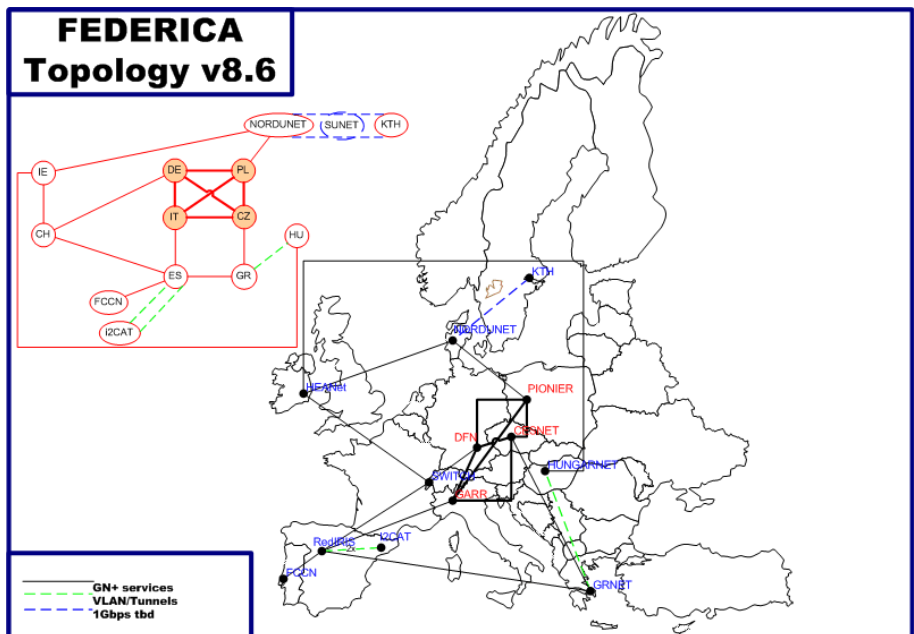 FEDERICA
Topology v8.6
NORDUNET
SUNET
KTH
IE
DE
PL
CH
IT
CZ
HU
ES
GR
FCCN
i2CAT
KTH
NORDUNET
HEANet
PIONIER
DFN
CESNET
SWITCH
HUNGARNET
GARR
RedIRIS
I2CAT
FCCN
GRNET
GN+ services
VLAN/Tunnels
1Gbps tbd